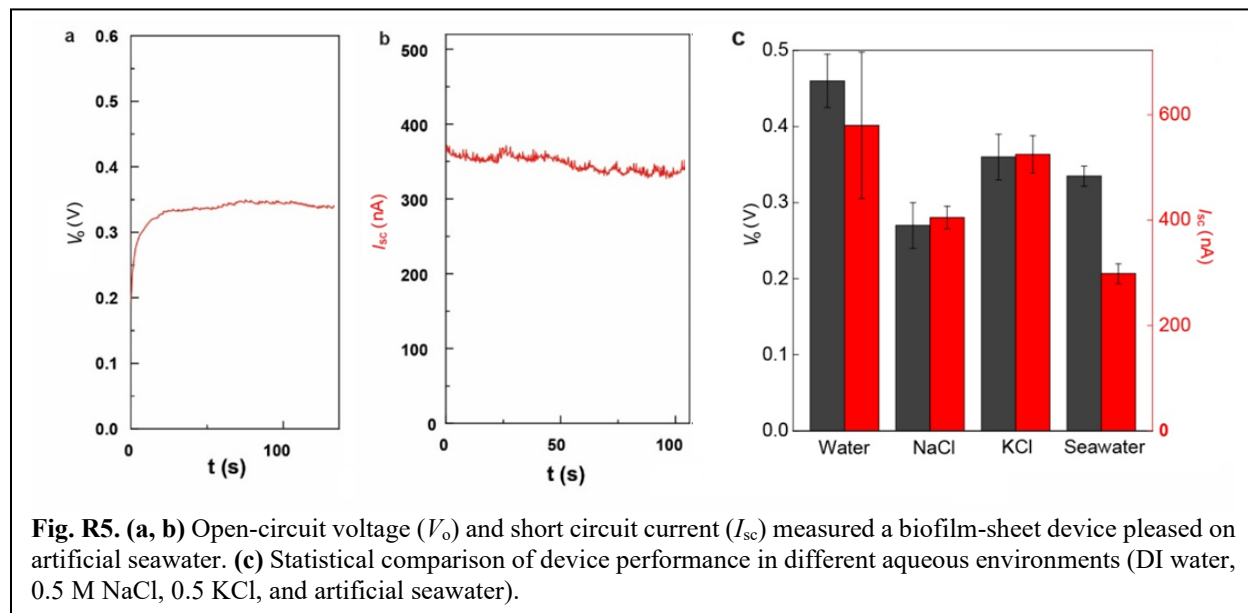 a
0.6
0.5
0.4
0.3
0.2
0.1
0.0
Vo (V)
0
100
t (s)
b
500
400
300
200
100
0
Isc (nA)
0
50
100
t (s)
c
0.5
0.4
0.3
0.2
0.1
0.0
Vo (V)
600
400
200
0
Isc (nA)
Water
NaCl
KCl
Seawater
Fig. R5. (a, b) Open-circuit voltage (Vo) and short circuit current (Isc) measured a biofilm-sheet device pleased on
artificial seawater. (c) Statistical comparison of device performance in different aqueous environments (DI water,
0.5 M NaCl, 0.5 KCl, and artificial seawater).